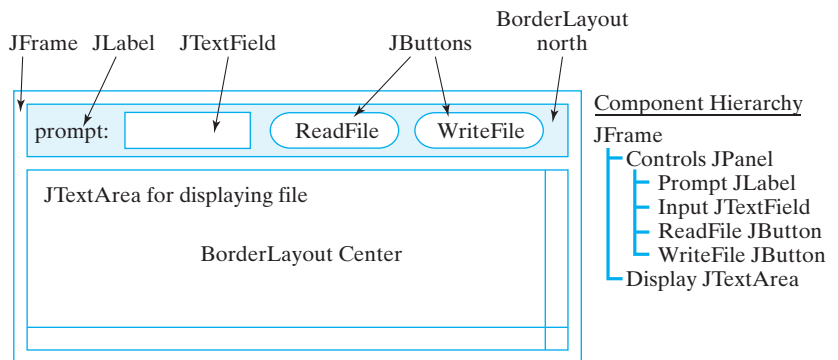 BorderLayout
north
JFrame JLabel JTextField JButtons
prompt: ReadFile WriteFile
JTextArea for displaying file
BorderLayout Center
Component Hierarchy
JFrame
Controls JPanel
Prompt JLabel
Input JTextField
ReadFile JButton
WriteFile JButton
Display JTextArea